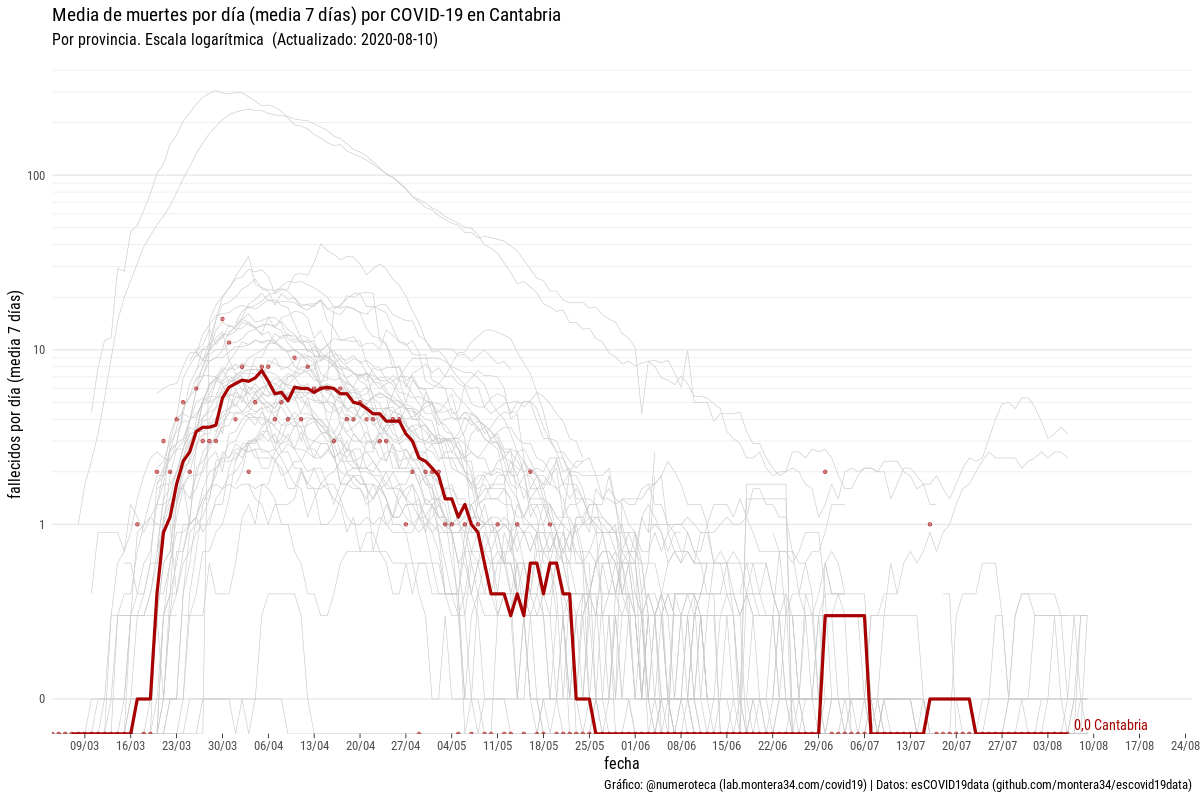 Media de muertes por día (media 7 días) por COVID-19 en Cantabria
Por provincia. Escala logarítmica  (Actualizado: 2020-08-10)
fallecidos por día (media 7 días)
100
10
1
0
0,0 Cantabria
09/03 16/03 23/03 30/03 06/04 13/04 20/04 27/04 04/05 11/05 18/05 25/05 01/06 08/06 15/06 22/06 29/06 06/07 13/07 20/07 27/07 03/08 10/08 17/08 24/08
fecha
Gráfico: @numeroteca (lab.montera34.com/covid19) | Datos: esCOVID19data (github.com/montera34/escovid19data)